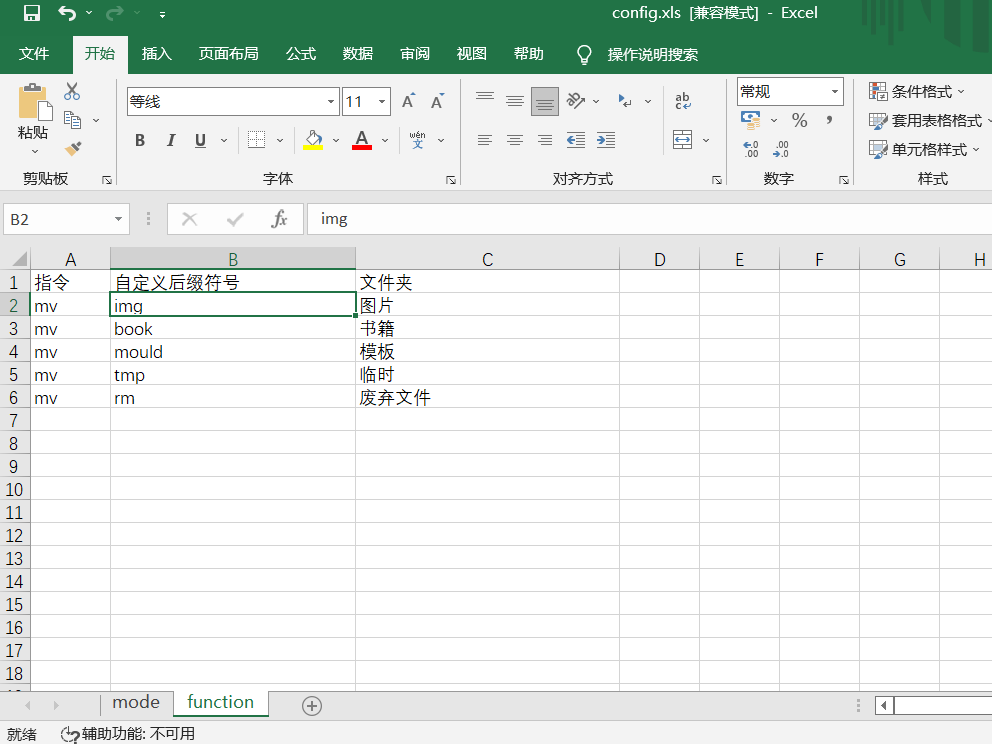 config.xls [兼容模式] - Excel
文件 开始 插入 页面布局 公式 数据 审阅 视图 帮助 操作说明搜索
等线 11 常规 条件格式
粘贴 套用表格格式
B I U A wén 文 ab c % , .00 .0 单元格样式
剪贴板 字体 对齐方式 数字 样式
B2 fx img
A B C D E F G H
1 指令 自定义后缀符号 文件夹
2 mv img 图片
3 mv book 书籍
4 mv mould 模板
5 mv tmp 临时
6 mv rm 废弃文件
7
8
9
10
11
12
13
14
15
16
17
18
mode function
就绪 辅助功能: 不可用